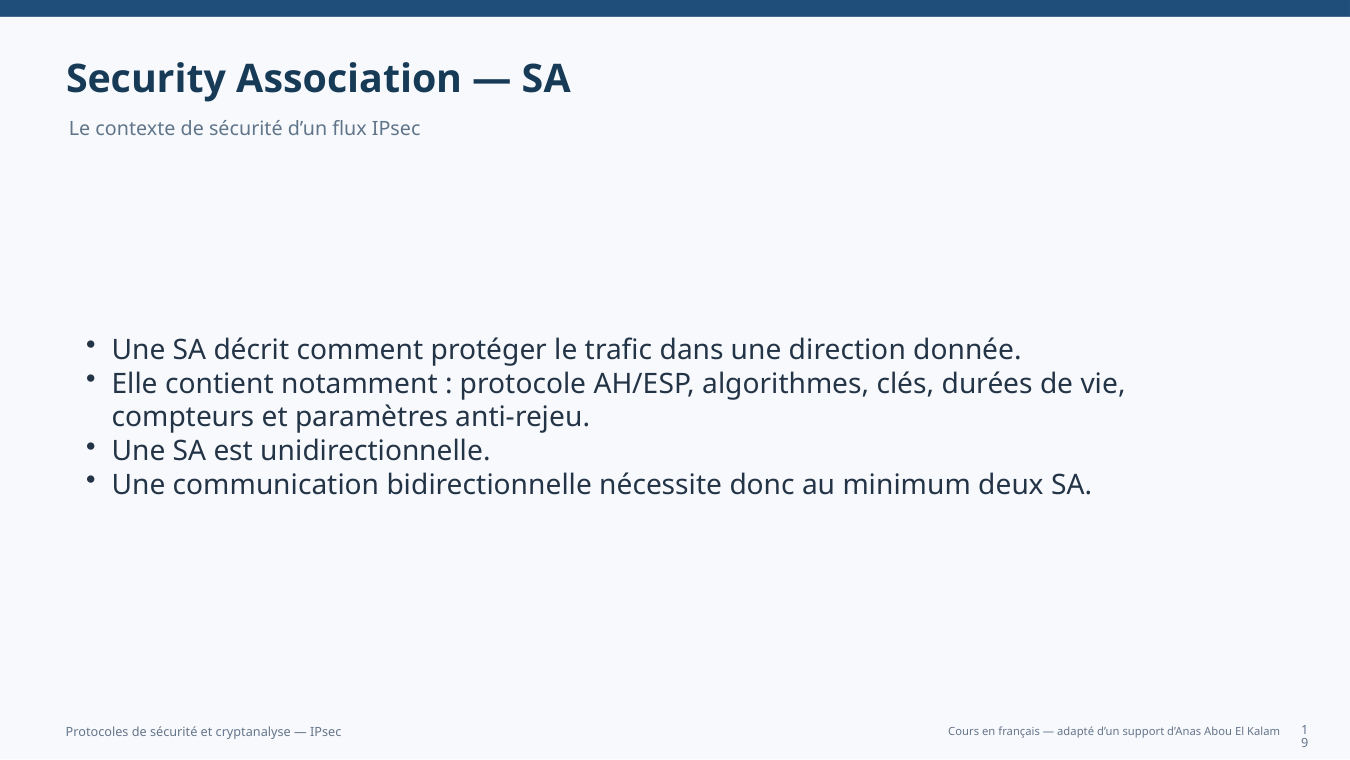 Security Association — SA
Le contexte de sécurité d’un flux IPsec
• Une SA décrit comment protéger le trafic dans une direction donnée.
• Elle contient notamment : protocole AH/ESP, algorithmes, clés, durées de vie,
compteurs et paramètres anti-rejeu.
• Une SA est unidirectionnelle.
• Une communication bidirectionnelle nécessite donc au minimum deux SA.
Protocoles de sécurité et cryptanalyse — IPsec
Cours en français — adapté d’un support d’Anas Abou El Kalam
1
9